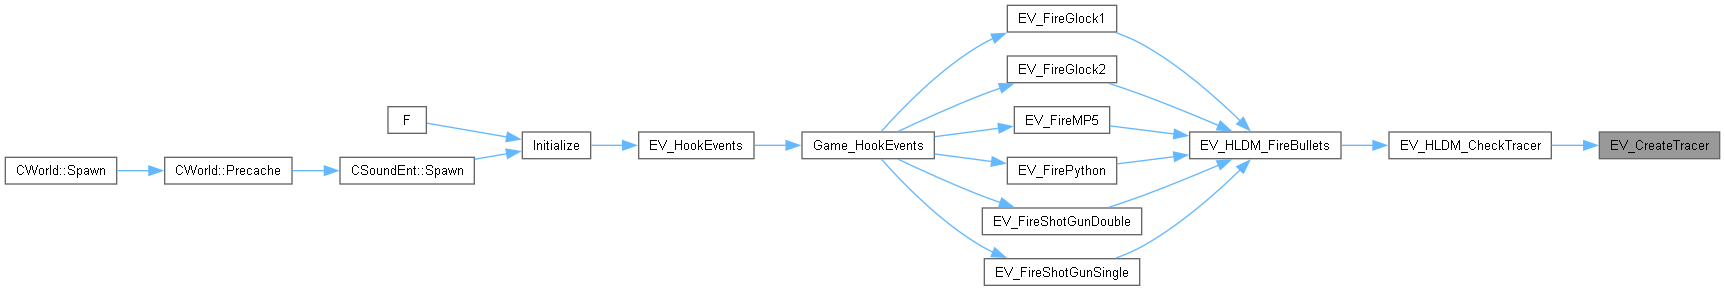 CWorld::Spawn
CWorld::Precache
F
CSoundEnt::Spawn
Initialize
EV_HookEvents
Game_HookEvents
EV_FireGlock1
EV_FireGlock2
EV_FireMP5
EV_FirePython
EV_FireShotGunDouble
EV_FireShotGunSingle
EV_HLDM_FireBullets
EV_HLDM_CheckTracer
EV_CreateTracer